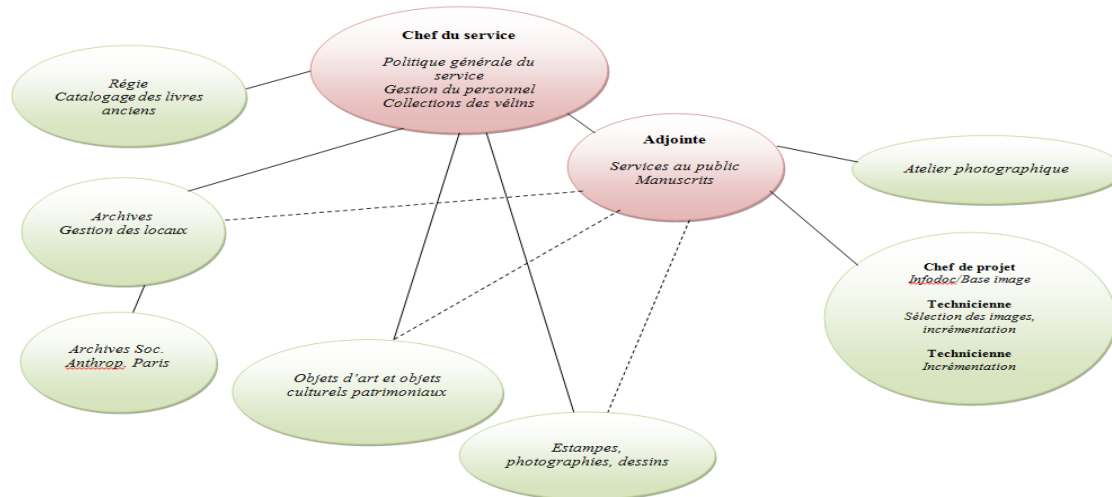 Chef du service
Politique générale du
service
Gestion du personnel
Collections des vélins
Régie
Catalogage des livres
anciens
Adjointe
Services au public
Manuscrits
Atelier photographique
Archives
Gestion des locaux
Chef de projet
Infodoc/Base image
Technicienne
Sélection des images,
incrémentation
Technicienne
Incrémentation
Archives Soc.
Anthrop. Paris
Objets d'art et objets
culturels patrimoniaux
Estampes,
photographies, dessins